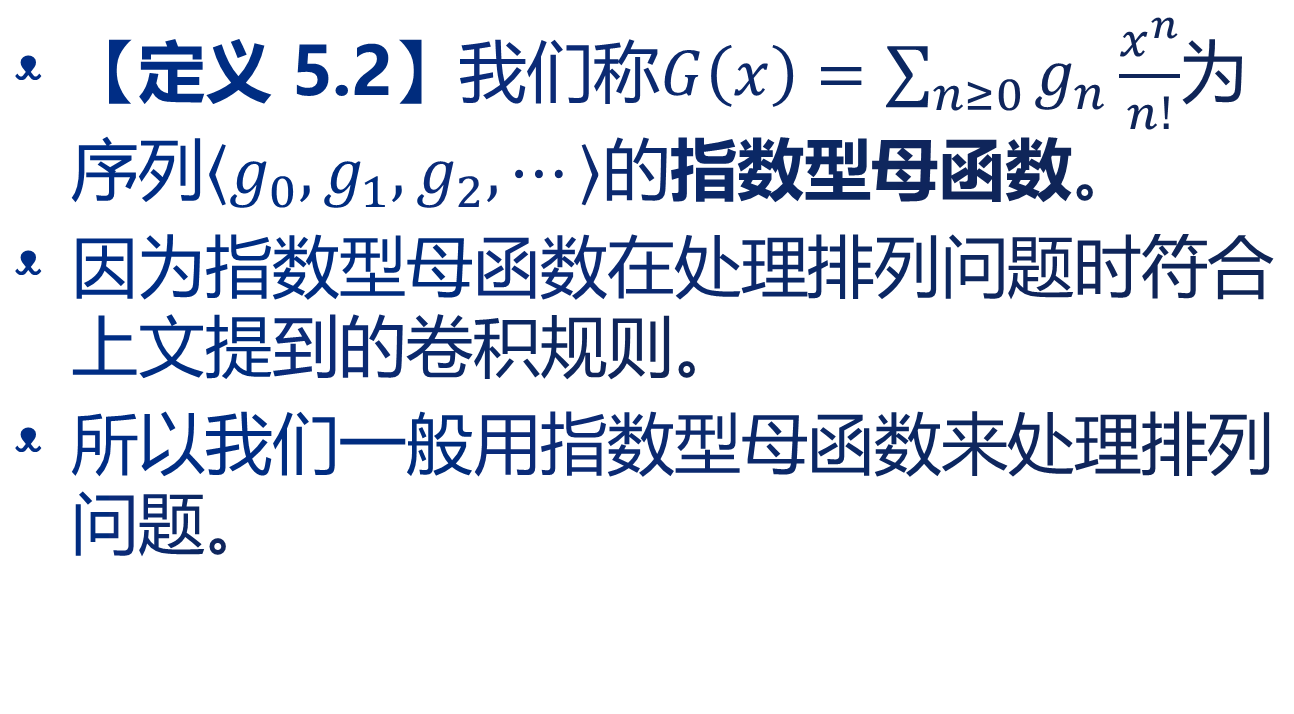 【定义 5.2】我们称G(x) = ∑_{n≥0} g_n \frac{x^n}{n!}为
序列⟨g_0, g_1, g_2, ⋯ ⟩的指数型母函数。
因为指数型母函数在处理排列问题时符合
上文提到的卷积规则。
所以我们一般用指数型母函数来处理排列
问题。